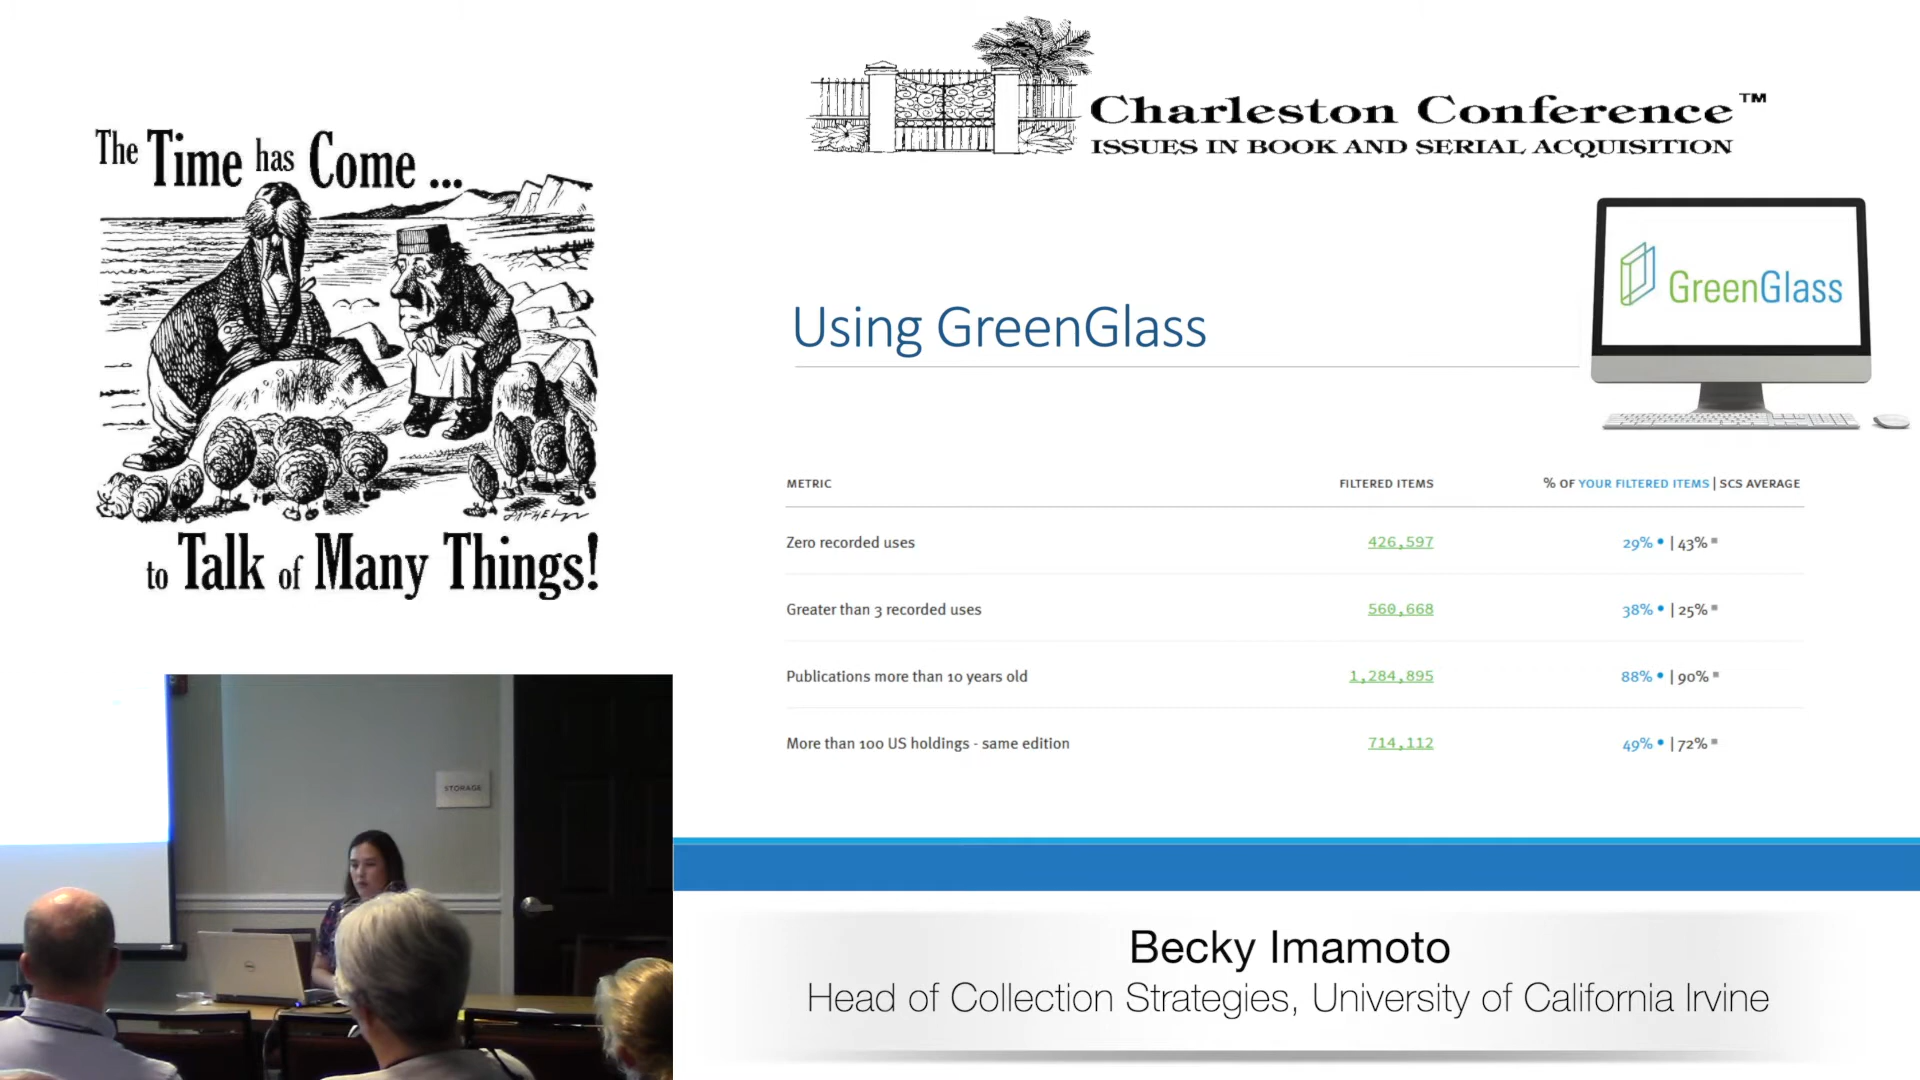 The Time has Come ...
to Talk of Many Things!
Charleston Conference™
ISSUES IN BOOK AND SERIAL ACQUISITION
GreenGlass
Using GreenGlass
METRIC FILTERED ITEMS % OF YOUR FILTERED ITEMS | SCS AVERAGE
Zero recorded uses 426,597 29% | 43%
Greater than 3 recorded uses 560,668 38% | 25%
Publications more than 10 years old 1,284,895 88% | 90%
More than 100 US holdings - same edition 714,112 49% | 72%
STORAGE
Becky Imamoto
Head of Collection Strategies, University of California Irvine